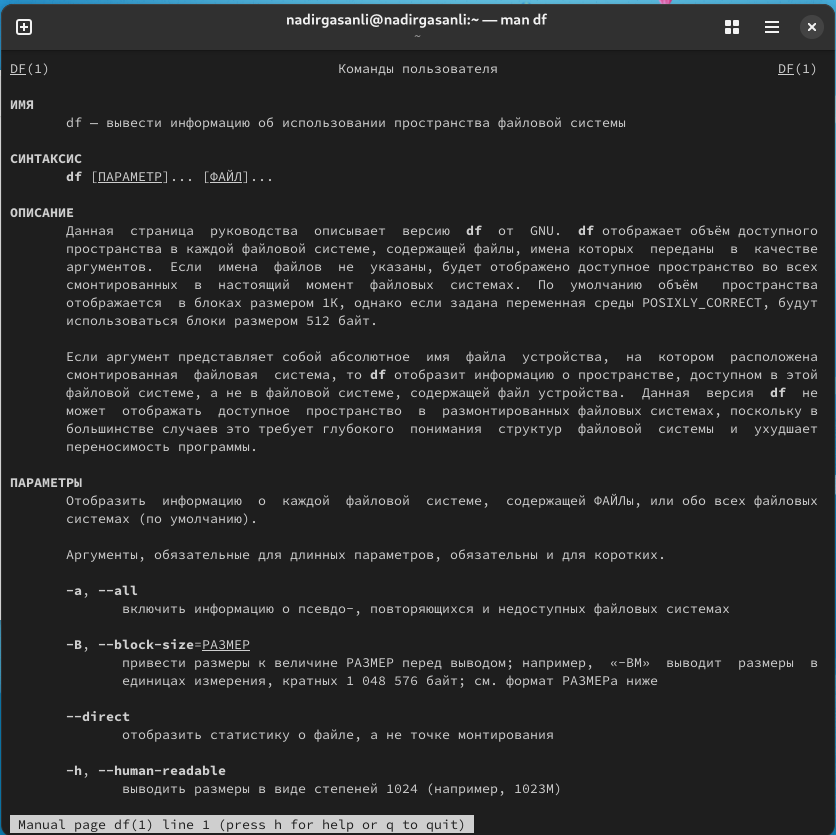 nadirgasanli@nadirgasanli:~ — man df
~
DF(1) Команды пользователя DF(1)
ИМЯ
df — вывести информацию об использовании пространства файловой системы
СИНТАКСИС
df [ПАРАМЕТР]... [ФАЙЛ]...
ОПИСАНИЕ
Данная страница руководства описывает версию df от GNU. df отображает объём доступного
пространства в каждой файловой системе, содержащей файлы, имена которых переданы в качестве
аргументов. Если имена файлов не указаны, будет отображено доступное пространство во всех
смонтированных в настоящий момент файловых системах. По умолчанию объём пространства
отображается в блоках размером 1K, однако если задана переменная среды POSIXLY_CORRECT, будут
использоваться блоки размером 512 байт.
Если аргумент представляет собой абсолютное имя файла устройства, на котором расположена
смонтированная файловая система, то df отобразит информацию о пространстве, доступном в этой
файловой системе, а не в файловой системе, содержащей файл устройства. Данная версия df не
может отображать доступное пространство в размонтированных файловых системах, поскольку в
большинстве случаев это требует глубокого понимания структур файловой системы и ухудшает
переносимость программы.
ПАРАМЕТРЫ
Отобразить информацию о каждой файловой системе, содержащей ФАЙЛы, или обо всех файловых
системах (по умолчанию).
Аргументы, обязательные для длинных параметров, обязательны и для коротких.
-a, --all
включить информацию о псевдо-, повторяющихся и недоступных файловых системах
-B, --block-size=РАЗМЕР
привести размеры к величине РАЗМЕР перед выводом; например, «-BM» выводит размеры в
единицах измерения, кратных 1 048 576 байт; см. формат РАЗМЕРа ниже
--direct
отобразить статистику о файле, а не точке монтирования
-h, --human-readable
выводить размеры в виде степеней 1024 (например, 1023M)
Manual page df(1) line 1 (press h for help or q to quit)